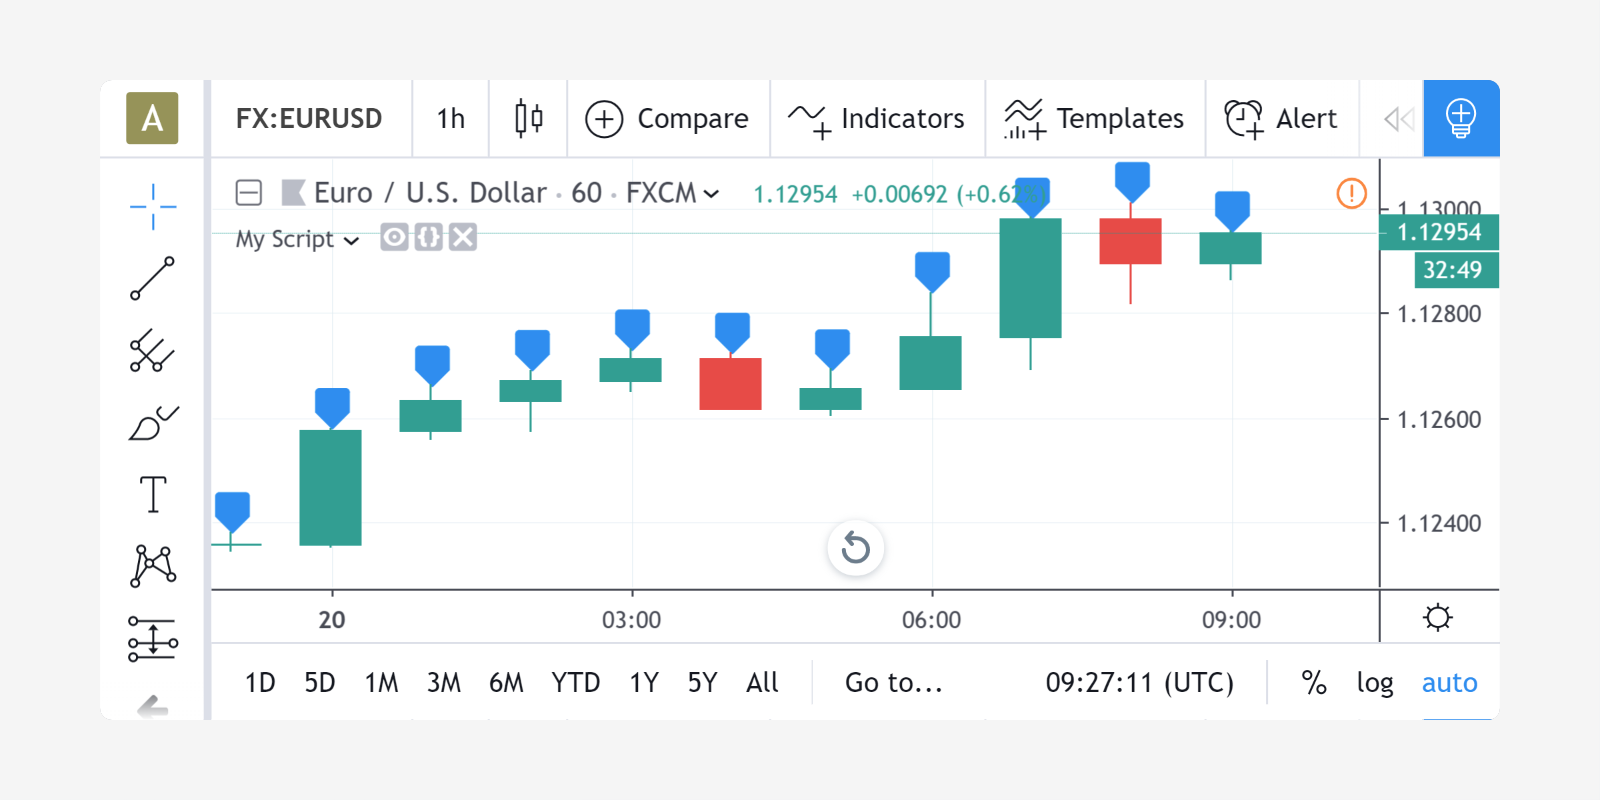 A
FX:EURUSD 1h Compare Indicators Templates Alert
Euro / U.S. Dollar · 60 · FXCM 1.12954 +0.00692 (+0.62%)
My Script
1.13000
1.12954
32:49
1.12800
1.12600
1.12400
20 03:00 06:00 09:00
1D 5D 1M 3M 6M YTD 1Y 5Y All Go to... 09:27:11 (UTC) % log auto